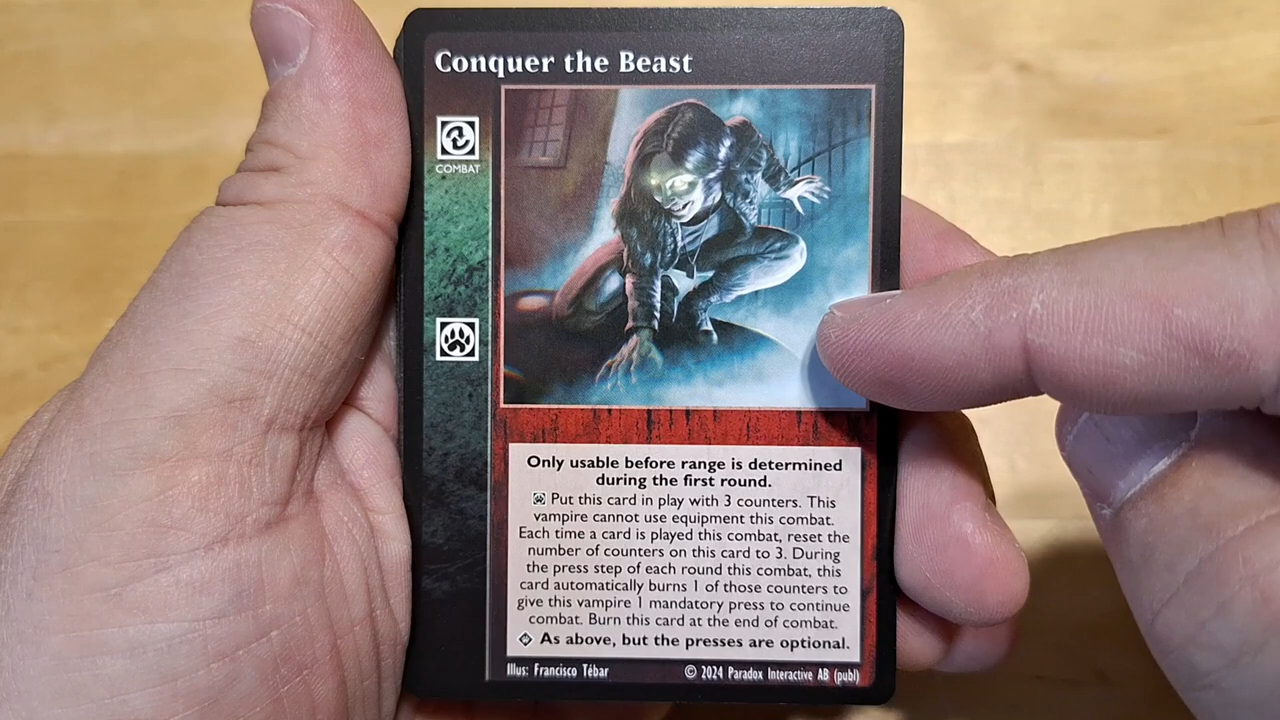 Conquer the Beast
COMBAT
Only usable before range is determined
during the first round.
Put this card in play with 3 counters. This
vampire cannot use equipment this combat.
Each time a card is played this combat, reset the
number of counters on this card to 3. During
the press step of each round this combat, this
card automatically burns 1 of those counters to
give this vampire 1 mandatory press to continue
combat. Burn this card at the end of combat.
As above, but the presses are optional.
Illus: Francisco Tébar © 2024 Paradox Interactive AB (publ)